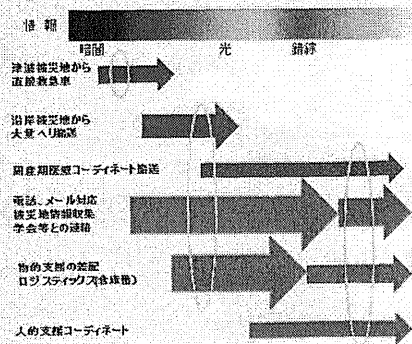 情報
暗闇 光 錯綜
津波被災地から
直接救急車
沿岸被災地から
大量ヘリ輸送
周産期医療コーディネート搬送
電話、メール対応
被災地情報収集
学会等との連絡
物的支援の差配
ロジスティックス(含床番)
人的支援コーディネート